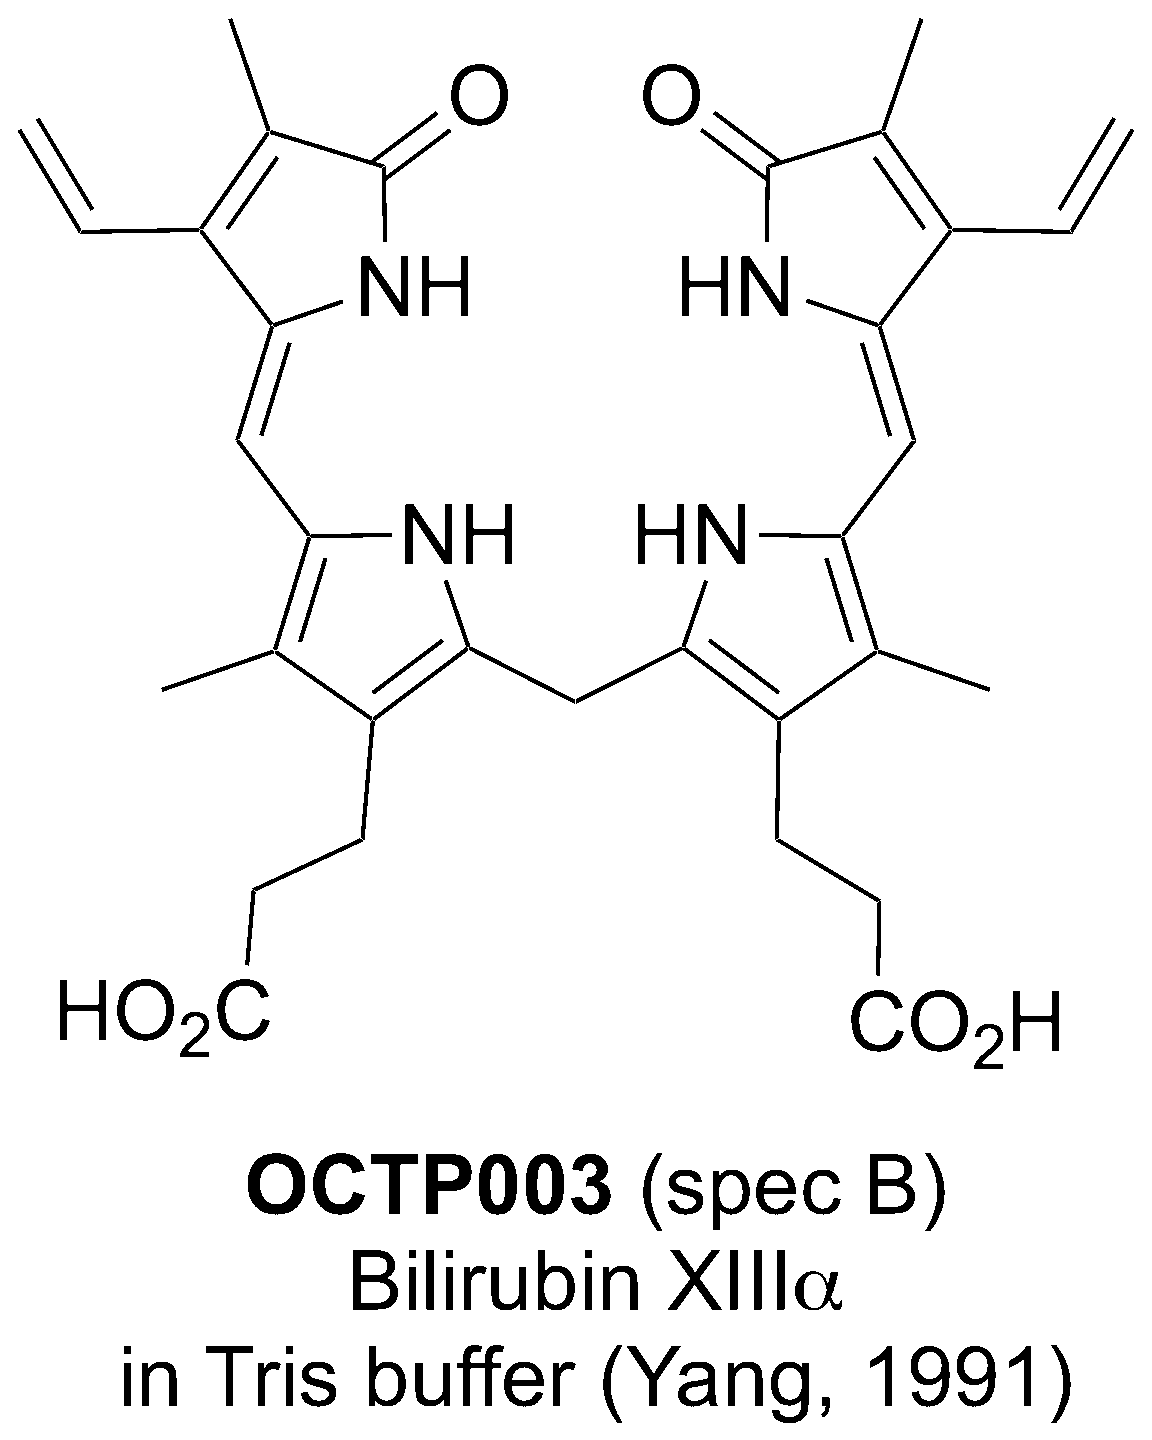 O O
NH HN
NH HN
HO₂C CO₂H
OCTP003 (spec B)
Bilirubin XIIIα
in Tris buffer (Yang, 1991)